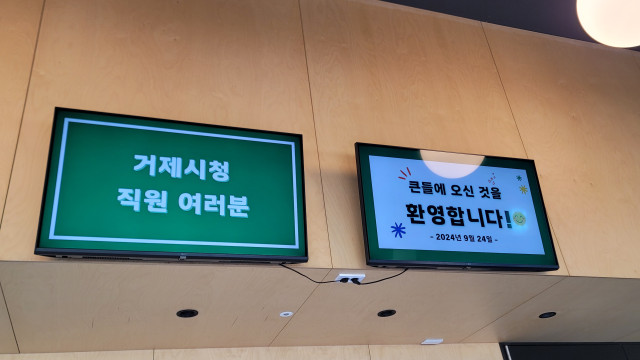 거제시청
직원 여러분
큰들에 오신 것을
환영합니다!
- 2024년 9월 24일 -